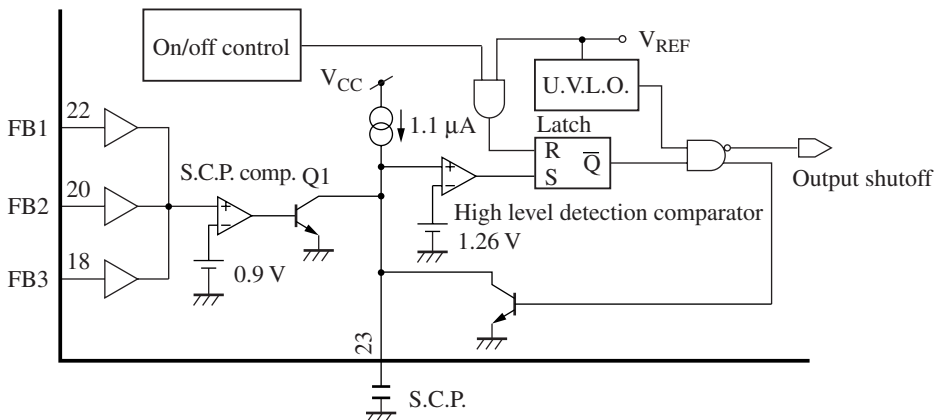 On/off control
V_REF
V_CC
U.V.L.O.
22
FB1
1.1 µA
Latch
R
S
Q̅
S.C.P. comp.
Q1
20
FB2
Output shutoff
High level detection comparator
1.26 V
18
FB3
0.9 V
23
S.C.P.
+
−
+
−